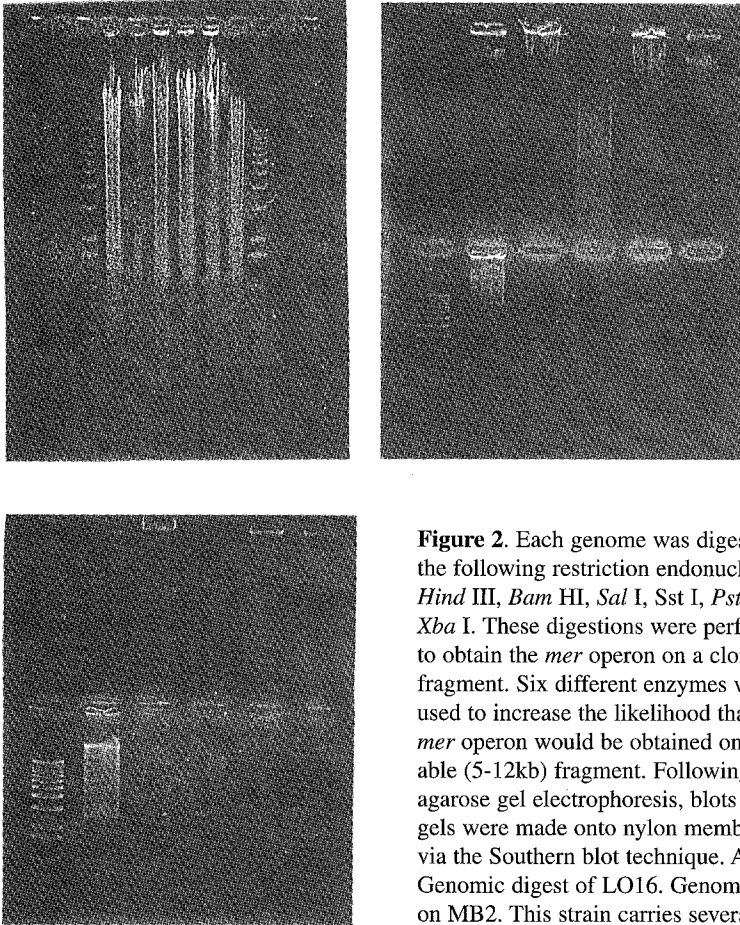 Figure 2. Each genome was diges
the following restriction endonucl
Hind III, Bam HI, Sal I, Sst I, Pst
Xba I. These digestions were perf
to obtain the mer operon on a clor
fragment. Six different enzymes w
used to increase the likelihood tha
mer operon would be obtained on
able (5-12kb) fragment. Following
agarose gel electrophoresis, blots
gels were made onto nylon memb
via the Southern blot technique. A
Genomic digest of LO16. Genom
on MB2. This strain carries severa